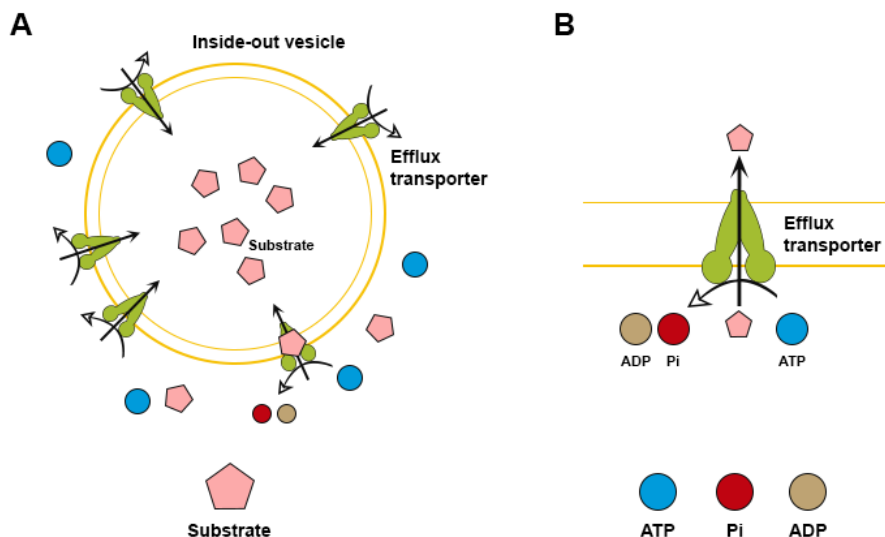 A
Inside-out vesicle
Efflux
transporter
Substrate
Substrate
B
Efflux
transporter
ADP
Pi
ATP
ATP
Pi
ADP